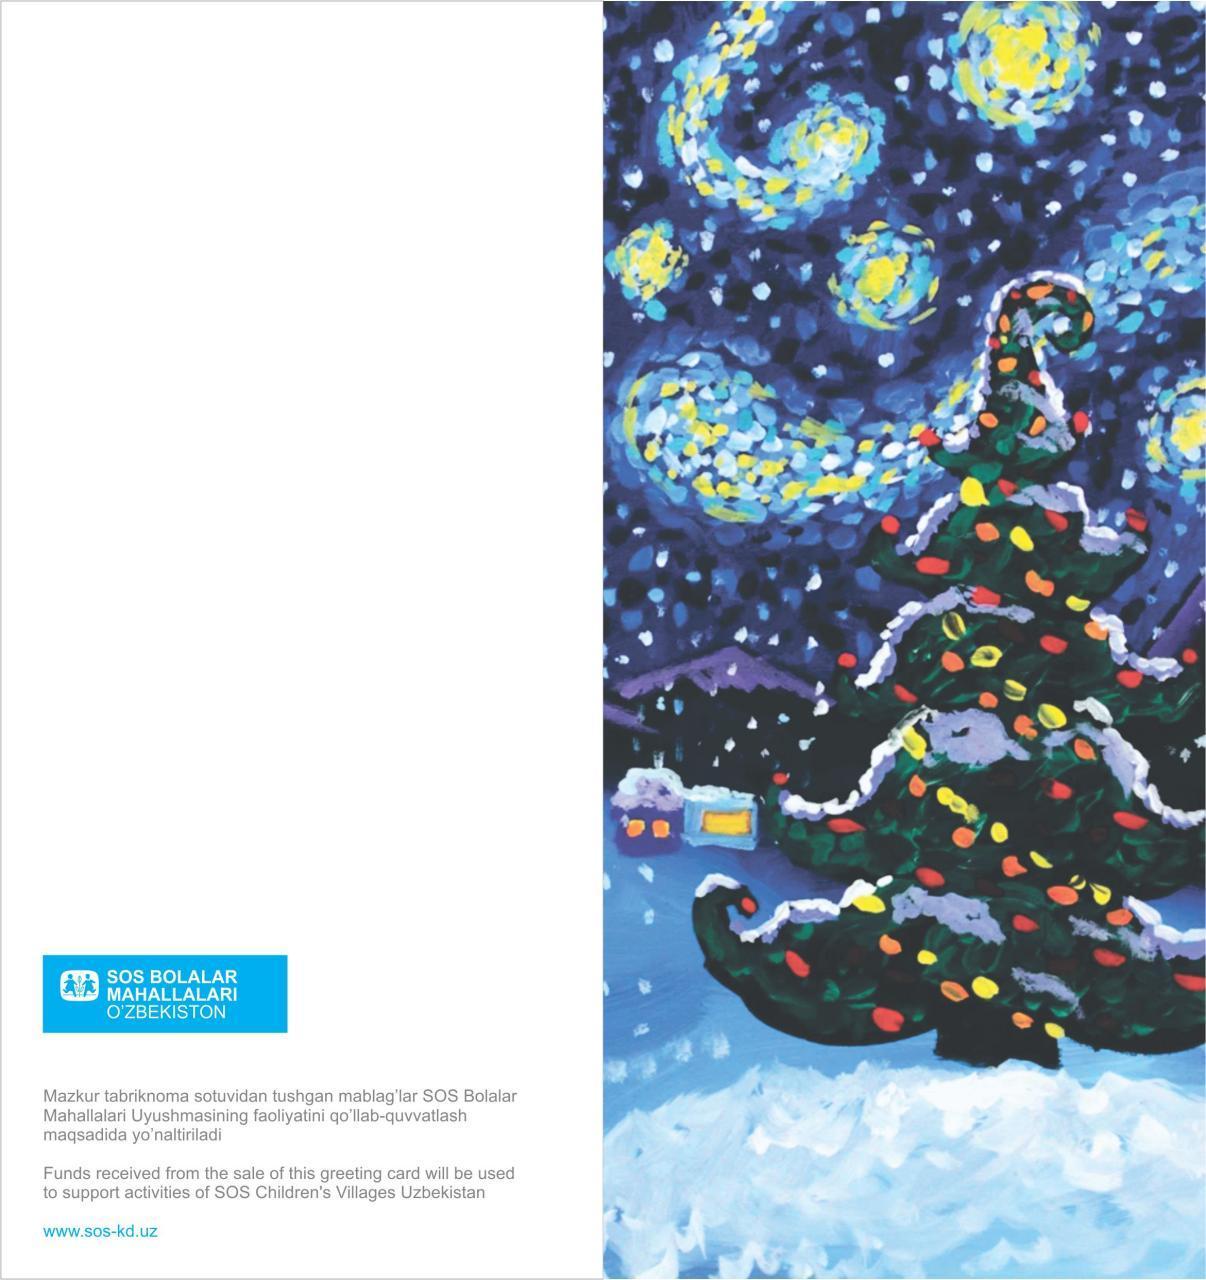 SOS BOLALAR
MAHALLALARI
O’ZBEKISTON
Mazkur tabriknoma sotuvidan tushgan mablag’lar SOS Bolalar
Mahallalari Uyushmasining faoliyatini qo’llab-quvvatlash
maqsadida yo’naltiriladi
Funds received from the sale of this greeting card will be used
to support activities of SOS Children's Villages Uzbekistan
www.sos-kd.uz